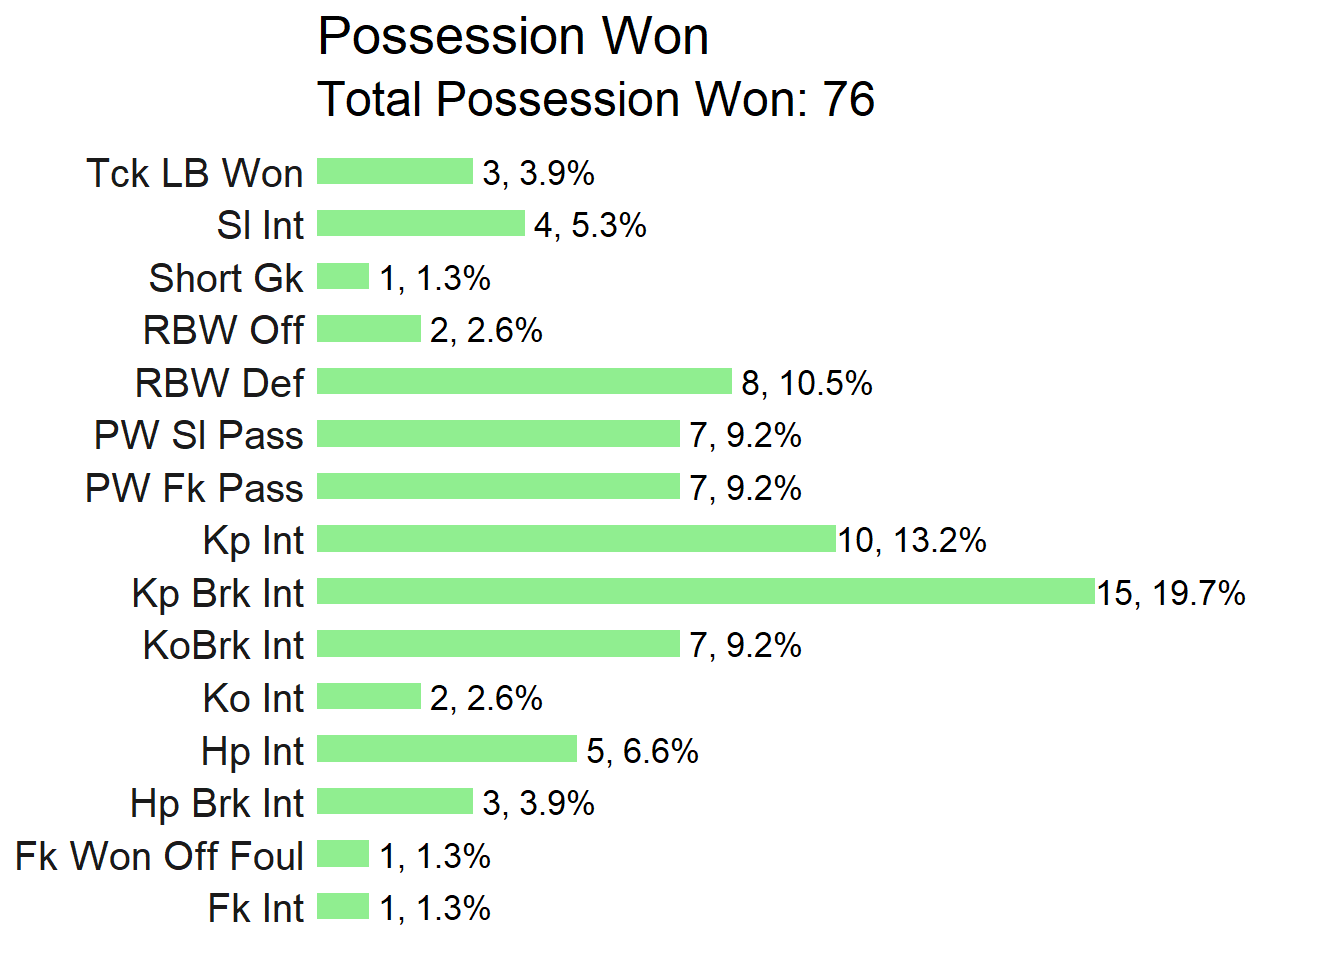 Possession Won
Total Possession Won: 76
Tck LB Won 3, 3.9%
Sl Int 4, 5.3%
Short Gk 1, 1.3%
RBW Off 2, 2.6%
RBW Def 8, 10.5%
PW Sl Pass 7, 9.2%
PW Fk Pass 7, 9.2%
Kp Int 10, 13.2%
Kp Brk Int 15, 19.7%
KoBrk Int 7, 9.2%
Ko Int 2, 2.6%
Hp Int 5, 6.6%
Hp Brk Int 3, 3.9%
Fk Won Off Foul 1, 1.3%
Fk Int 1, 1.3%